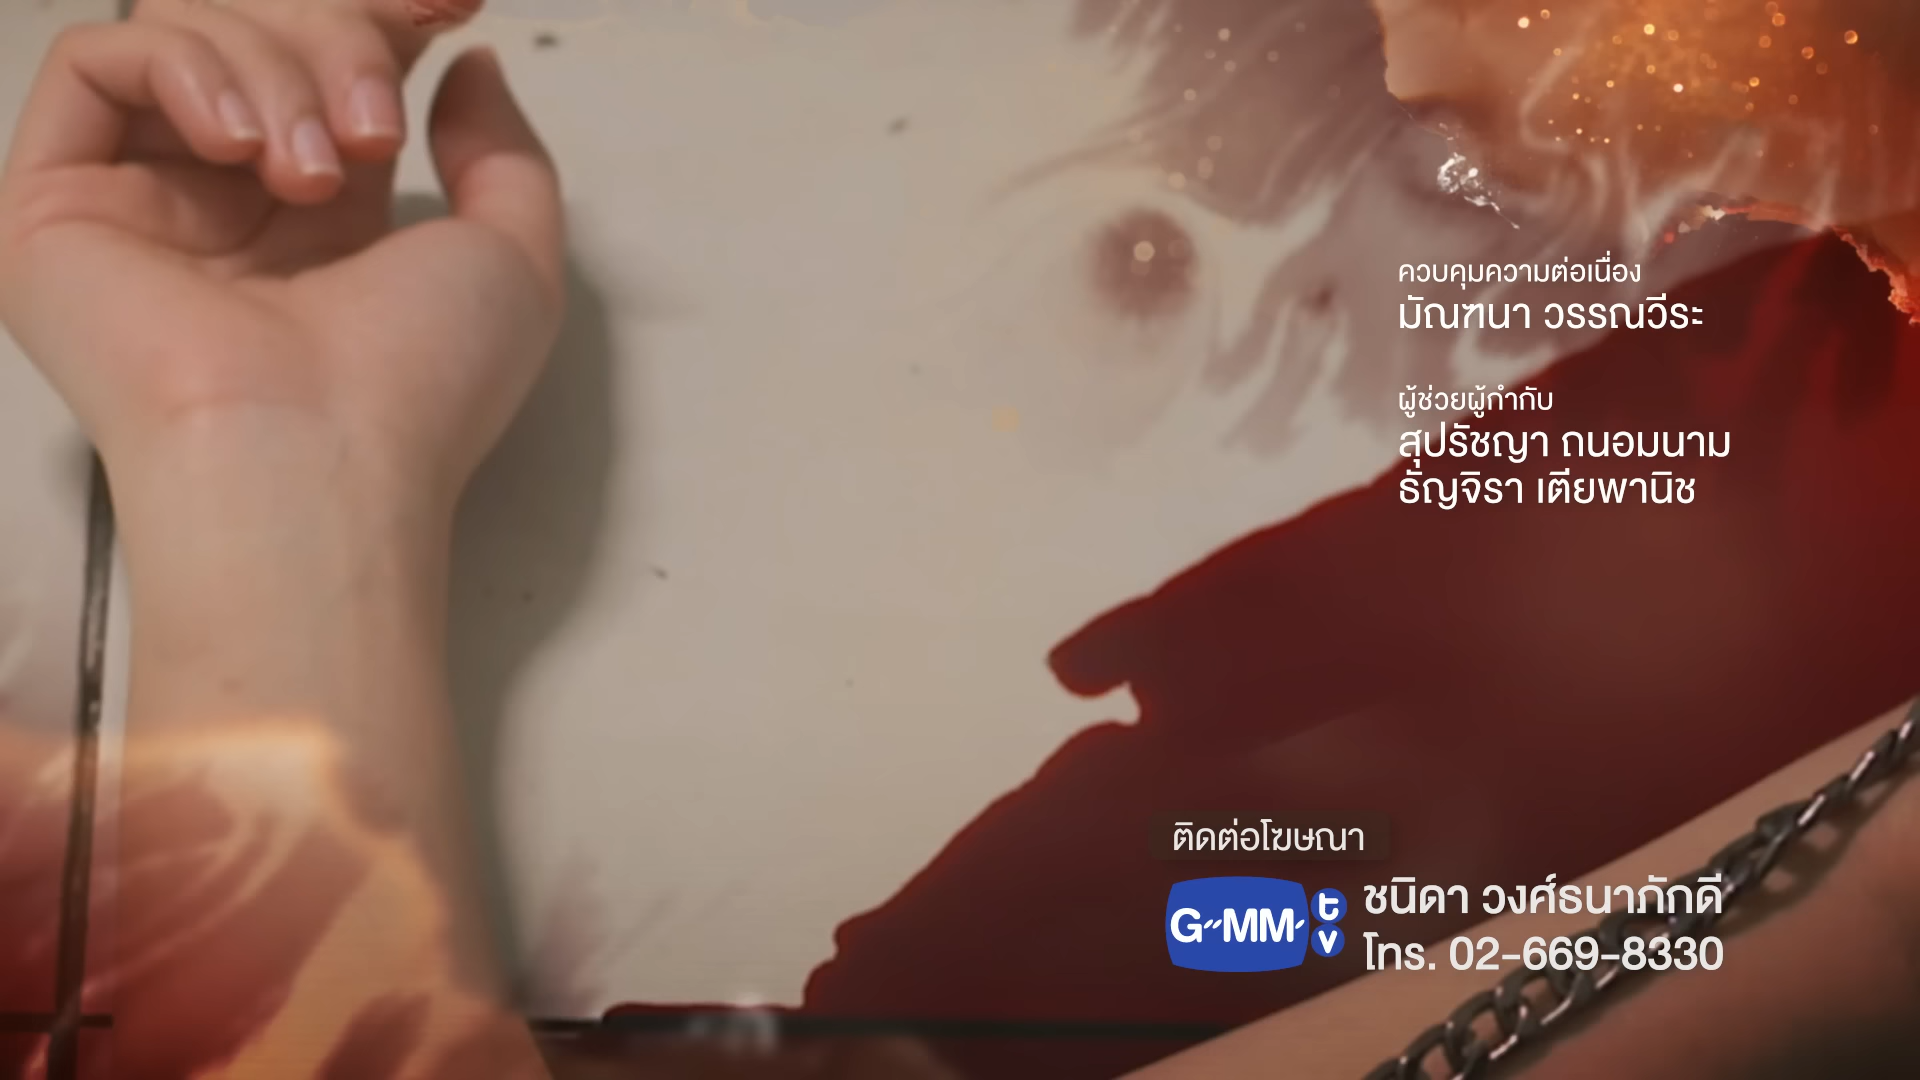 ควบคุมความต่อเนื่อง
มัณฑนา วรรณวีระ
ผู้ช่วยผู้กำกับ
สุปรัชญา ถนอมนาม
ธัญจิรา เตียพานิช
ติดต่อโฆษณา
GMM tv
ชนิดา วงศ์ธนาภักดี
โทร. 02-669-8330